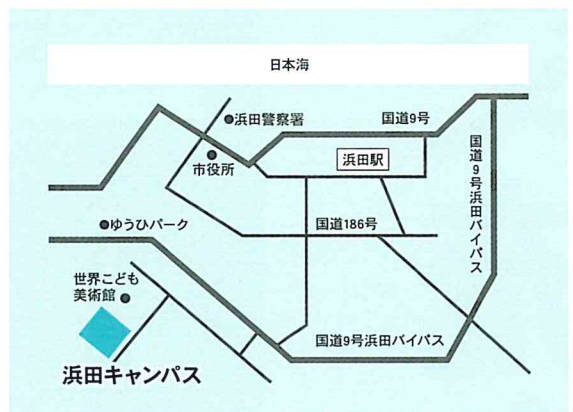 日本海
浜田警察署
国道9号
市役所
浜田駅
国道9号浜田バイパス
ゆうひパーク
国道186号
世界こども
美術館
国道9号浜田バイパス
浜田キャンパス